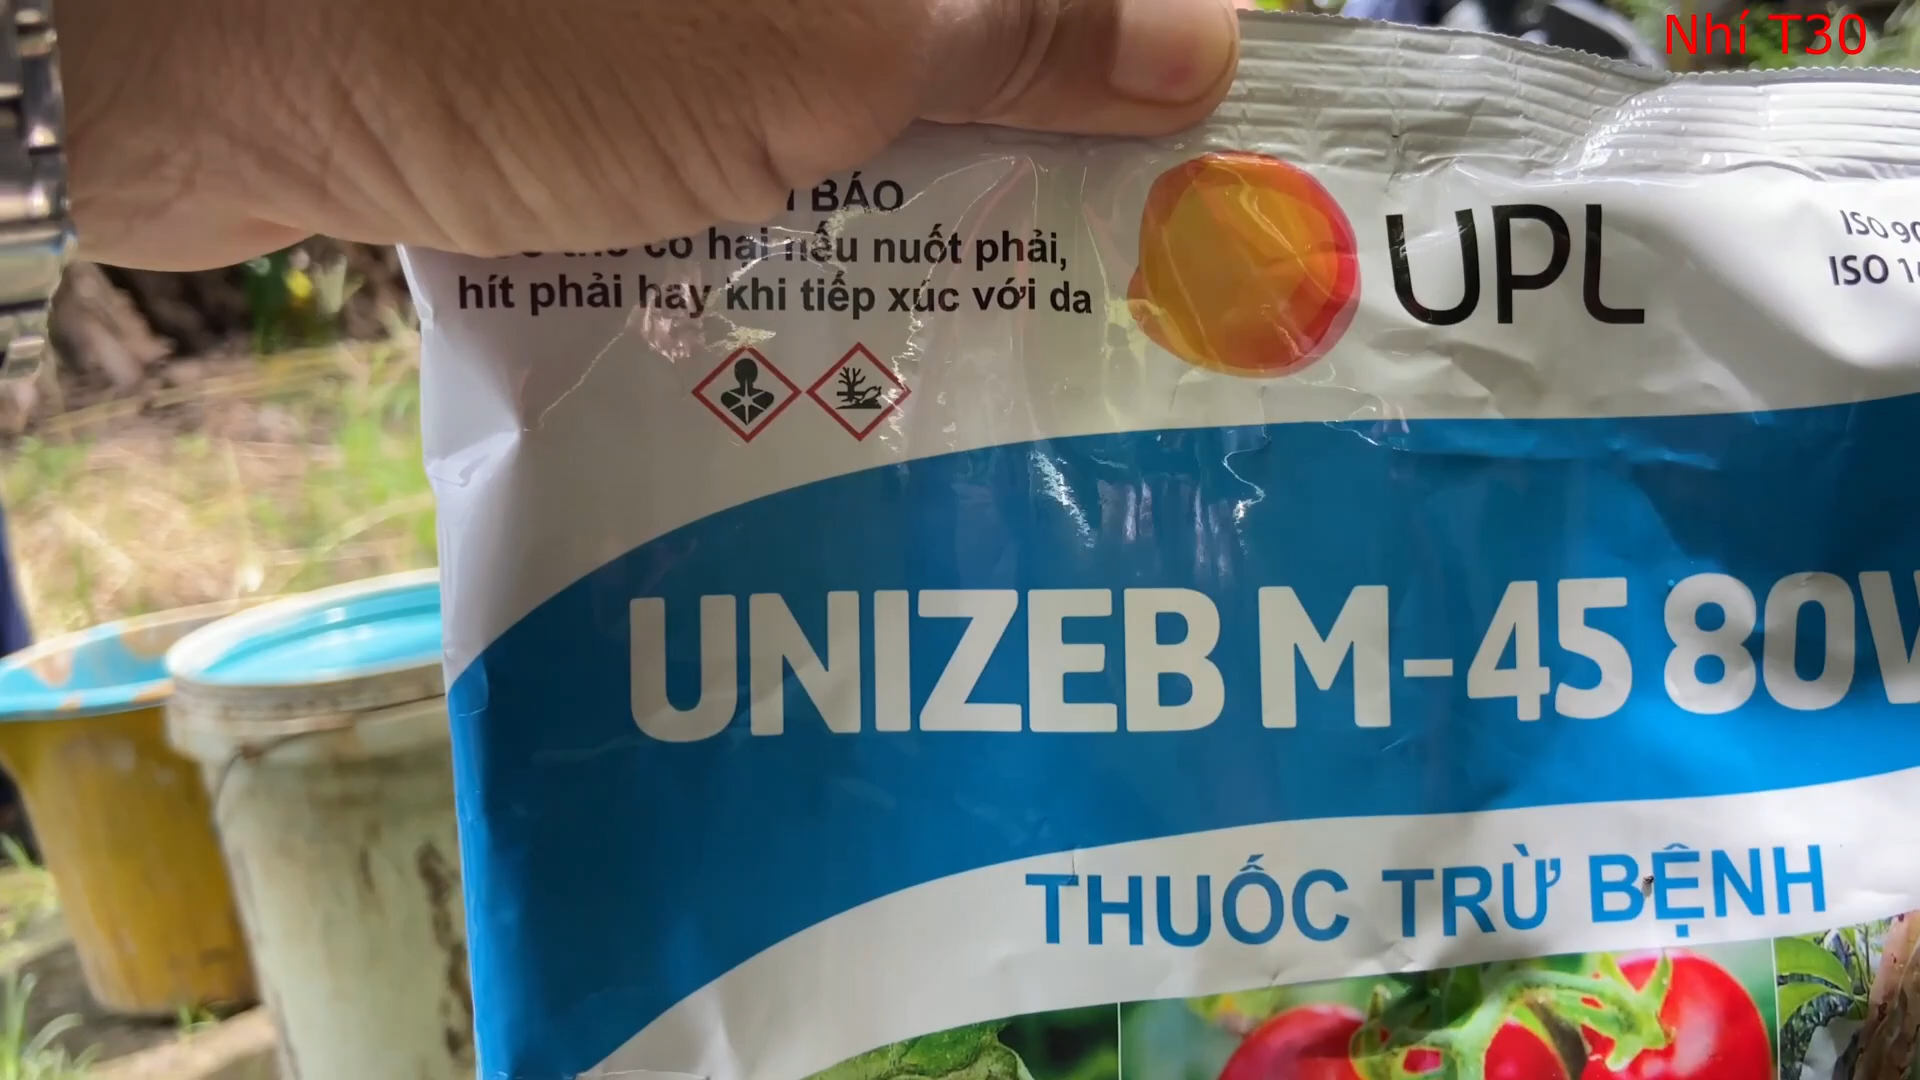 Nhí T30
BÁO
có hại nếu nuốt phải,
hít phải hay khi tiếp xúc với da
UPL
ISO
ISO
UNIZEB M-45 80
THUỐC TRỪ BỆNH